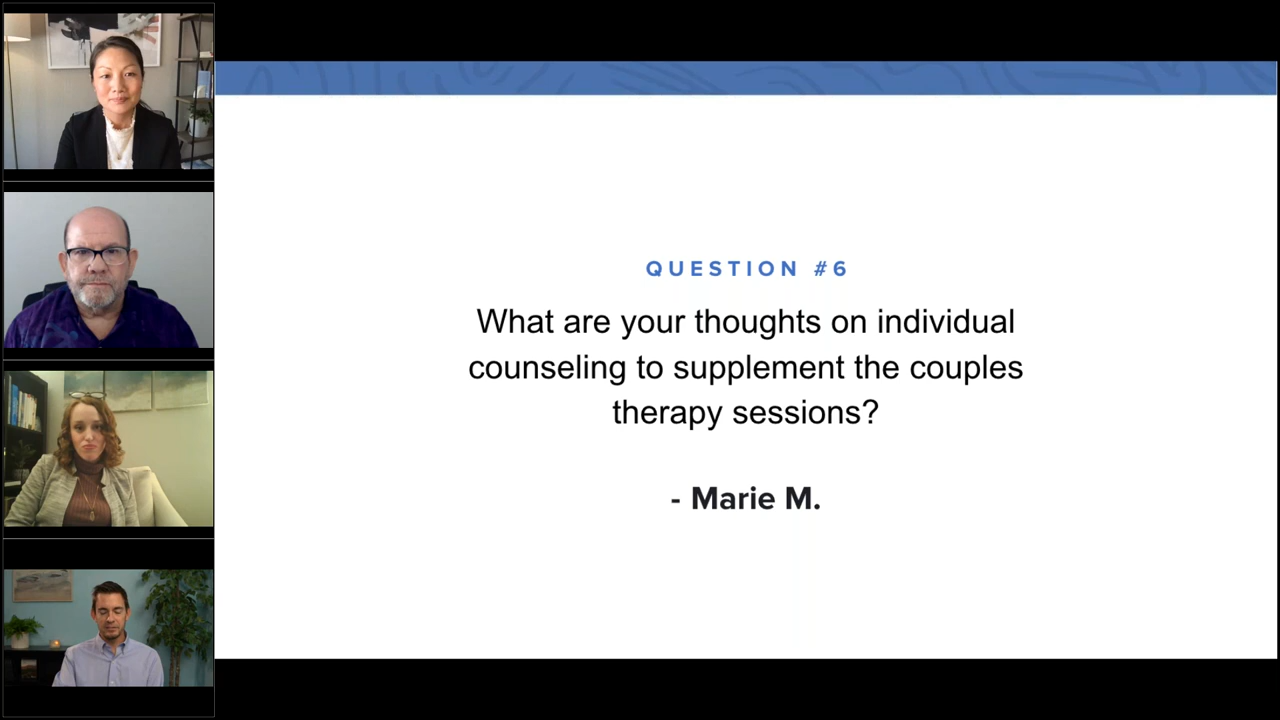 QUESTION #6
What are your thoughts on individual
counseling to supplement the couples
therapy sessions?
- Marie M.